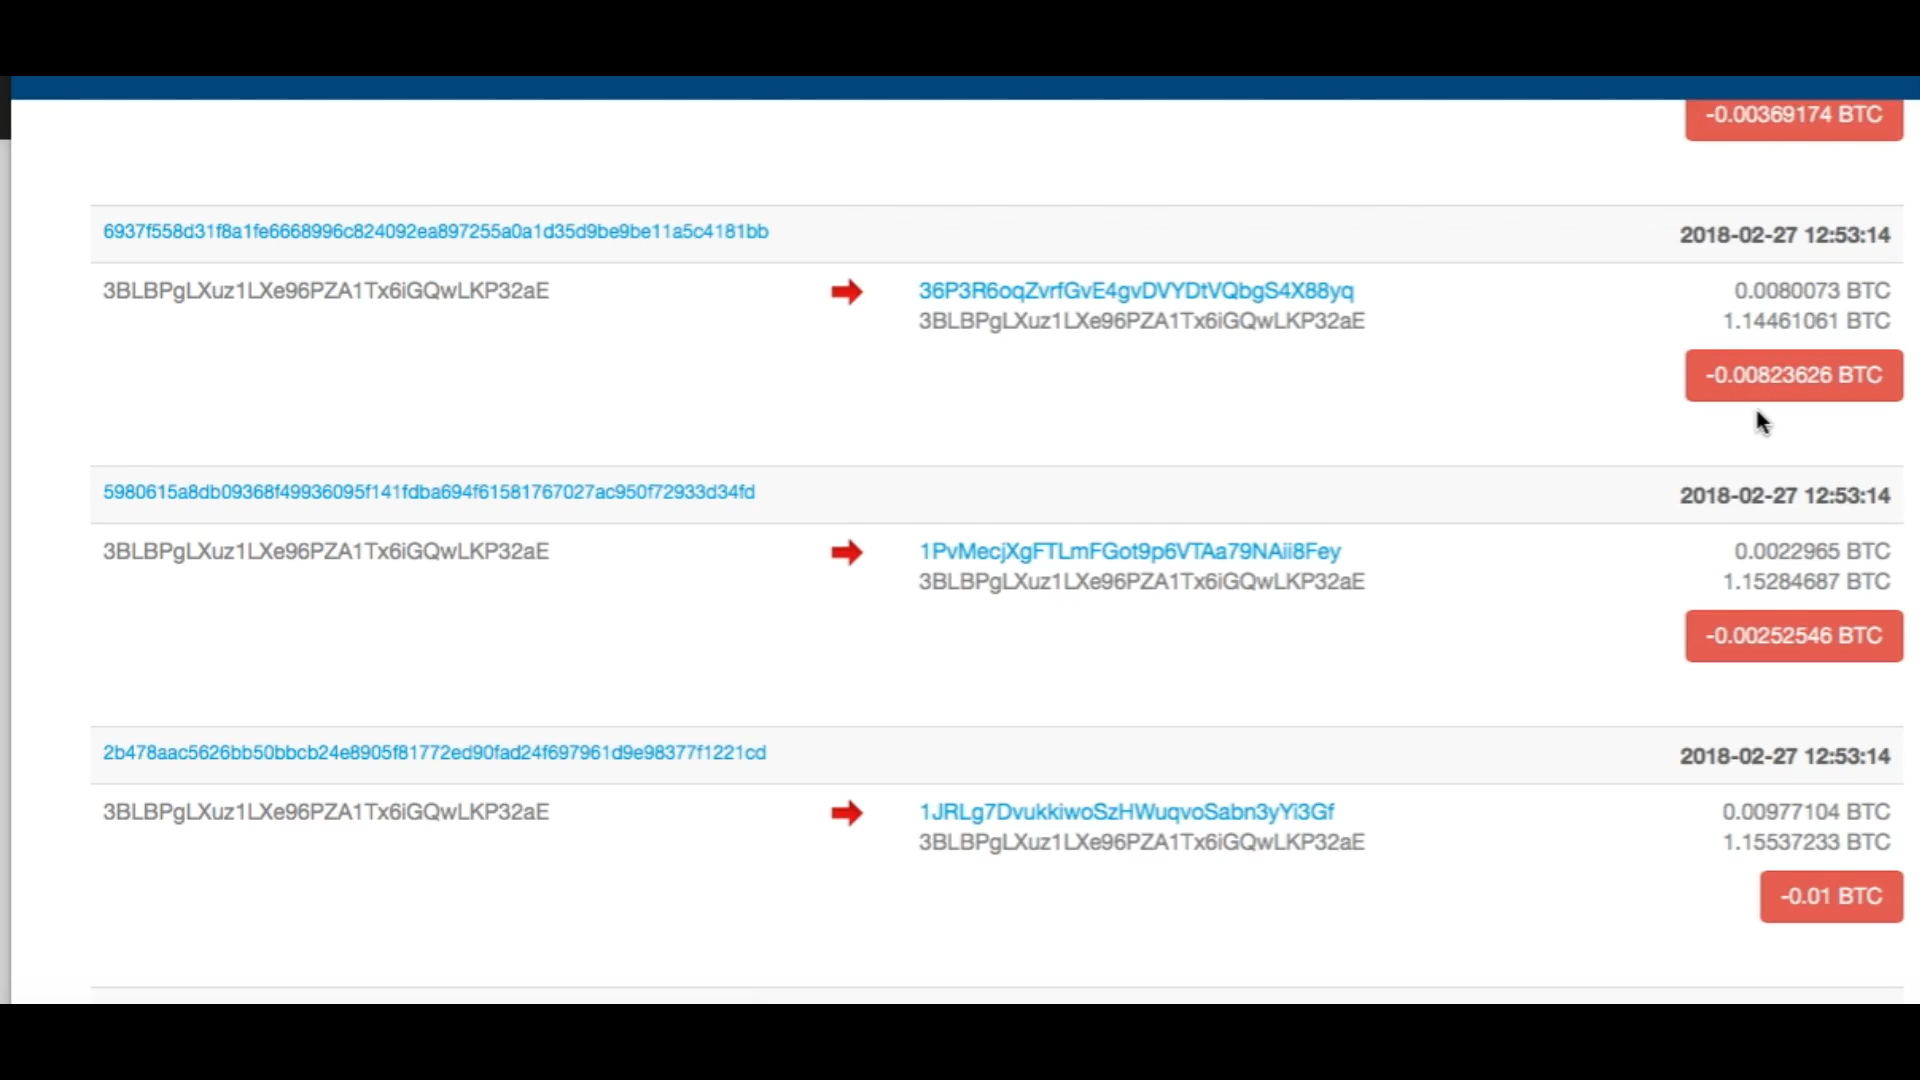 -0.00369174 BTC
6937f558d31f8a1fe6668996c824092ea897255a0a1d35d9be9be11a5c4181bb
2018-02-27 12:53:14
3BLBPgLXuz1LXe96PZA1Tx6iGQwLKP32aE
36P3R6oqZvrfGvE4gvDVYDtVQbgS4X88yq
0.0080073 BTC
3BLBPgLXuz1LXe96PZA1Tx6iGQwLKP32aE
1.14461061 BTC
-0.00823626 BTC
5980615a8db09368f49936095f141fdba694f61581767027ac950f72933d34fd
2018-02-27 12:53:14
3BLBPgLXuz1LXe96PZA1Tx6iGQwLKP32aE
1PvMecjXgFTLmFGot9p6VTAa79NAii8Fey
0.0022965 BTC
3BLBPgLXuz1LXe96PZA1Tx6iGQwLKP32aE
1.15284687 BTC
-0.00252546 BTC
2b478aac5626bb50bbcb24e8905f81772ed90fad24f697961d9e98377f1221cd
2018-02-27 12:53:14
3BLBPgLXuz1LXe96PZA1Tx6iGQwLKP32aE
1JRLg7DvukkiwoSzHWuqvoSabn3yYi3Gf
0.00977104 BTC
3BLBPgLXuz1LXe96PZA1Tx6iGQwLKP32aE
1.15537233 BTC
-0.01 BTC